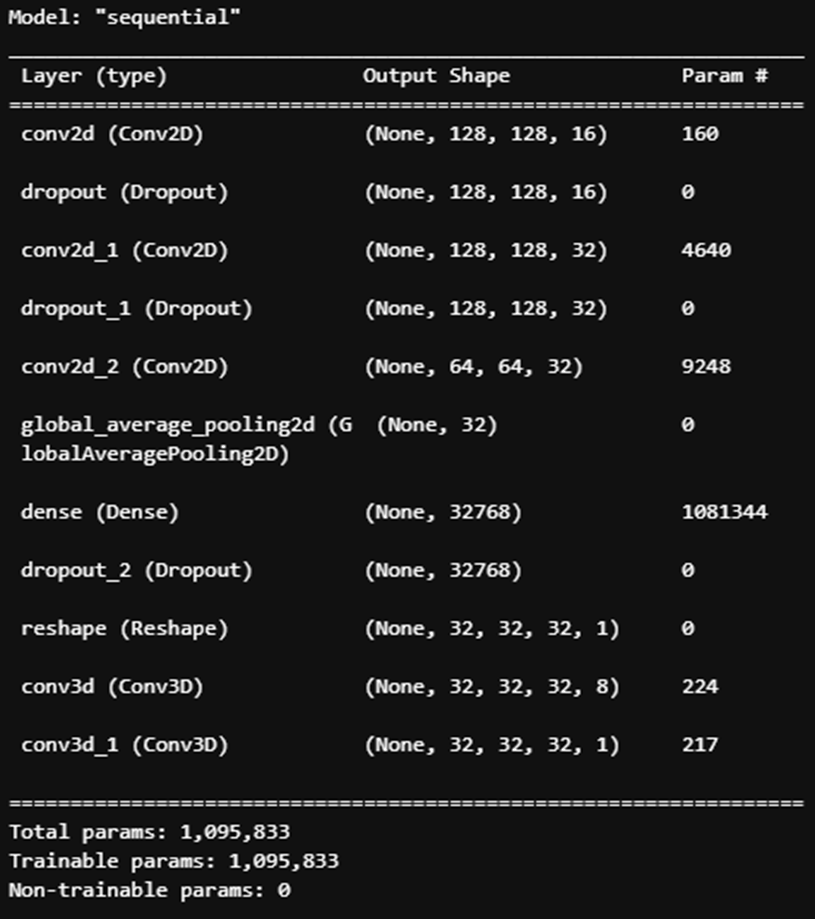 Model: "sequential"
Layer (type) Output Shape Param #
conv2d (Conv2D) (None, 128, 128, 16) 160
dropout (Dropout) (None, 128, 128, 16) 0
conv2d_1 (Conv2D) (None, 128, 128, 32) 4640
dropout_1 (Dropout) (None, 128, 128, 32) 0
conv2d_2 (Conv2D) (None, 64, 64, 32) 9248
global_average_pooling2d (G (None, 32) 0
lobalAveragePooling2D)
dense (Dense) (None, 32768) 1081344
dropout_2 (Dropout) (None, 32768) 0
reshape (Reshape) (None, 32, 32, 32, 1) 0
conv3d (Conv3D) (None, 32, 32, 32, 8) 224
conv3d_1 (Conv3D) (None, 32, 32, 32, 1) 217
Total params: 1,095,833
Trainable params: 1,095,833
Non-trainable params: 0